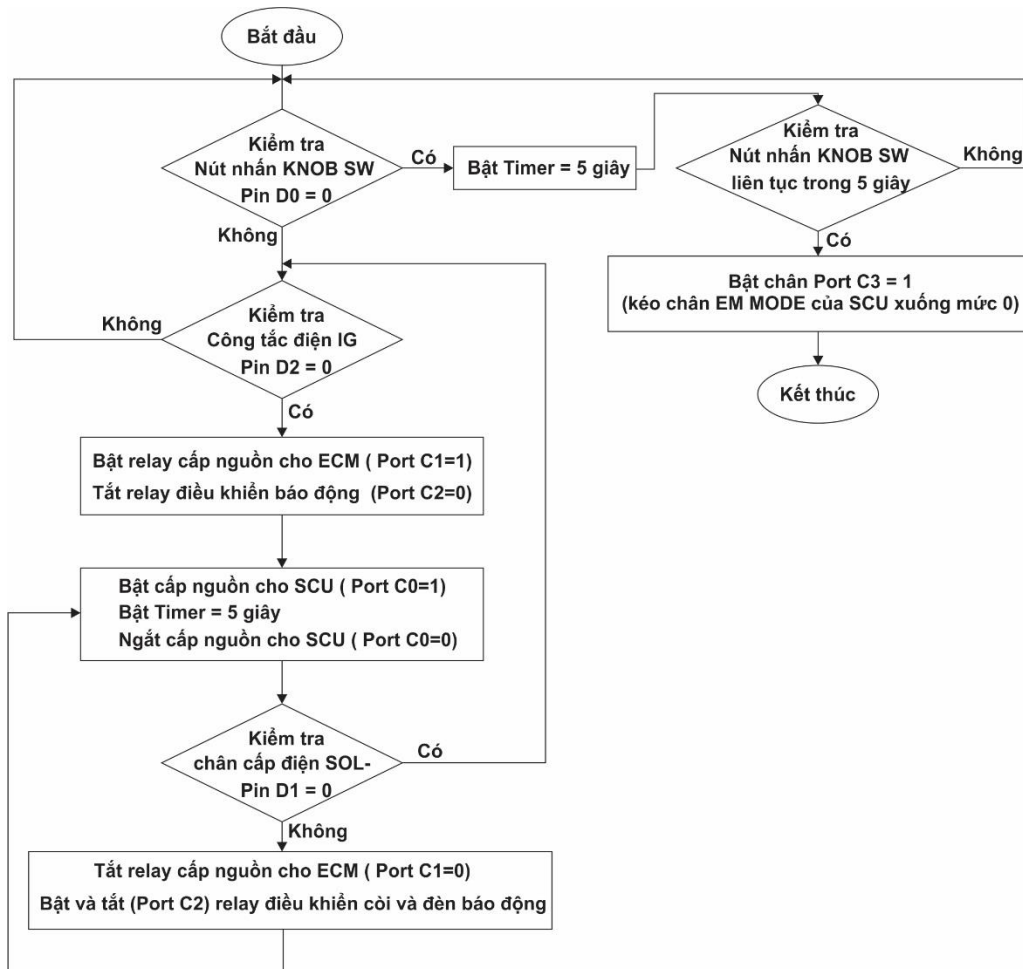 Bắt đầu
Kiểm tra
Nút nhấn KNOB SW
Pin D0 = 0
Có
Bật Timer = 5 giây
Kiểm tra
Nút nhấn KNOB SW
liên tục trong 5 giây
Không
Có
Bật chân Port C3 = 1
(kéo chân EM MODE của SCU xuống mức 0)
Kết thúc
Không
Kiểm tra
Công tắc điện IG
Pin D2 = 0
Không
Có
Bật relay cấp nguồn cho ECM ( Port C1=1)
Tắt relay điều khiển báo động (Port C2=0)
Bật cấp nguồn cho SCU ( Port C0=1)
Bật Timer = 5 giây
Ngắt cấp nguồn cho SCU ( Port C0=0)
Kiểm tra
chân cấp điện SOL-
Pin D1 = 0
Có
Không
Tắt relay cấp nguồn cho ECM ( Port C1=0)
Bật và tắt (Port C2) relay điều khiển còi và đèn báo động